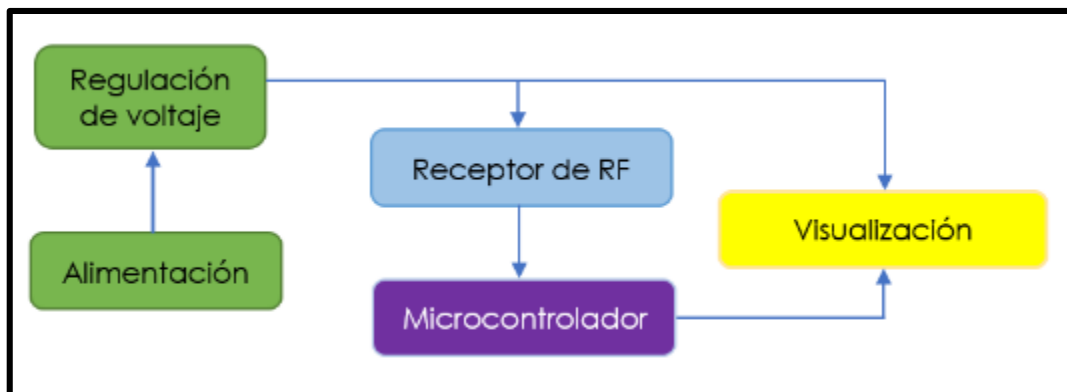 Regulación
de voltaje
Receptor de RF
Visualización
Alimentación
Microcontrolador